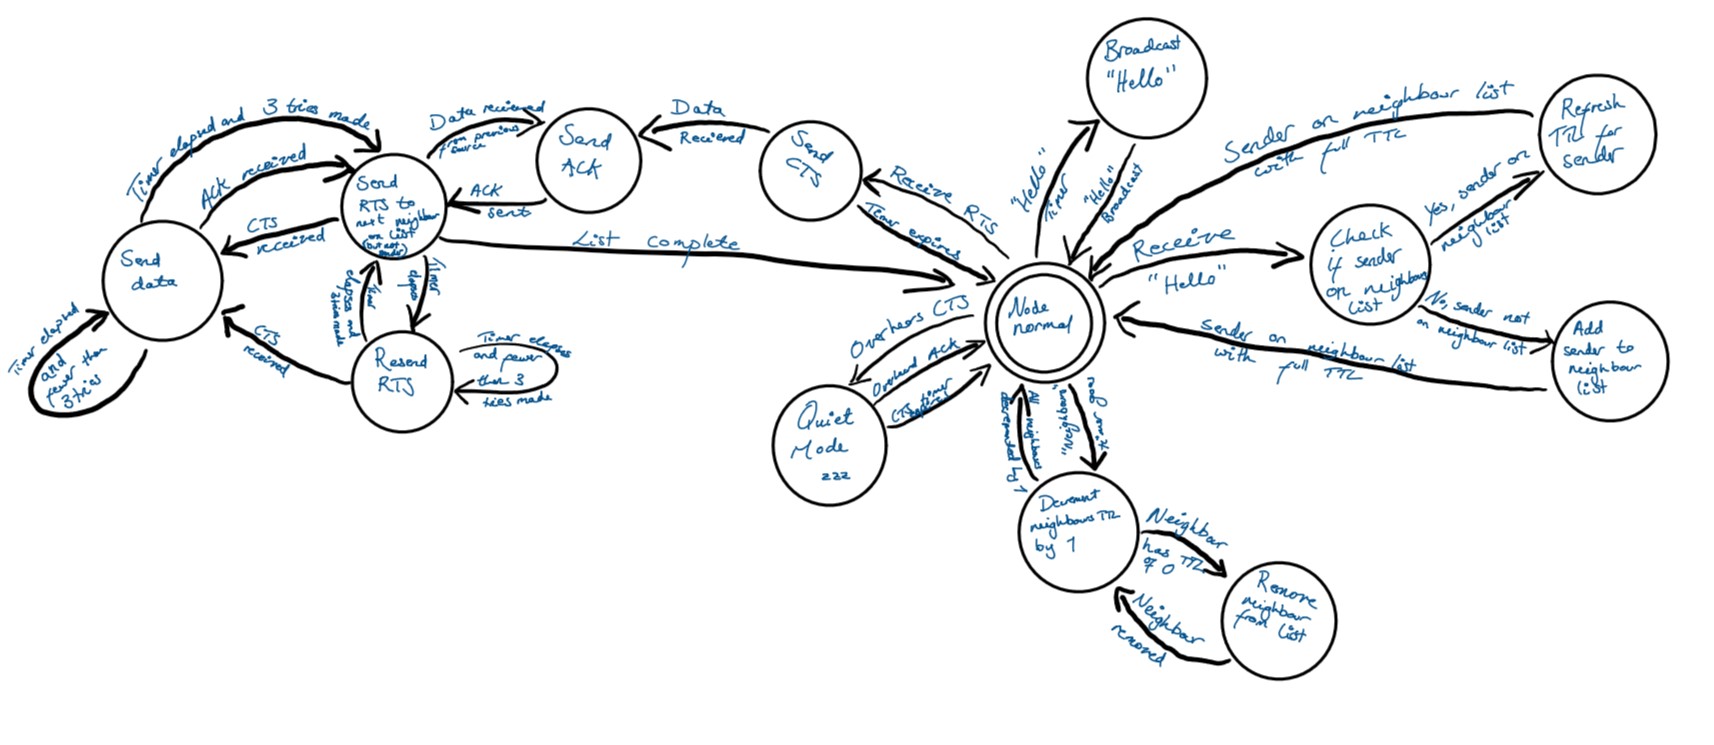 Broadcast
"Hello"
"Hello"
Timer
"Hello"
Broadcast
Sender on neighbour list
with full TTL
Refresh
TTL for
sender
Yes, sender on
neighbour
list
Check
if sender
on neighbour
list
Receive
"Hello"
No, sender not
on neighbour list
Add
sender to
neighbour
list
Sender on neighbour list
with full TTL
Node
normal
Receive RTS
Timer expires
Send
CTS
Data
Recieved
Send
ACK
Data recieved
from previous
source
ACK
sent
Send
RTS to
next neighbour
on list
List complete
3 tries made
Timer elapsed and
ACK received
CTS
received
Send
data
Timer elapsed
and
fewer than
3 tries
Timer
elapses and
3 tries made
Timer
elapses
CTS
received
Resend
RTS
Timer elapses
and fewer
than 3
tries made
Overhears CTS
Overheard Ack
CTS timer
Quiet
Mode
zzz
All neighbours
decremented by 1
timer goes
Decrement
neighbours TTL
by 1
Neighbour
has TTL
of 0
Remove
neighbour
from list
Neighbour
removed